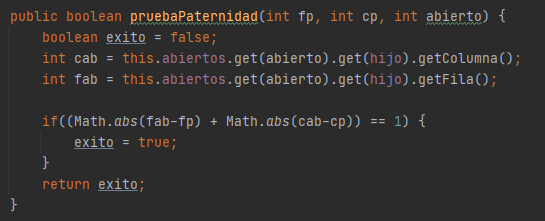 public boolean pruebaPaternidad(int fp, int cp, int abierto) {
boolean exito = false;
int cab = this.abiertos.get(abierto).get(hijo).getColumna();
int fab = this.abiertos.get(abierto).get(hijo).getFila();
if((Math.abs(fab-fp) + Math.abs(cab-cp)) == 1) {
exito = true;
}
return exito;
}